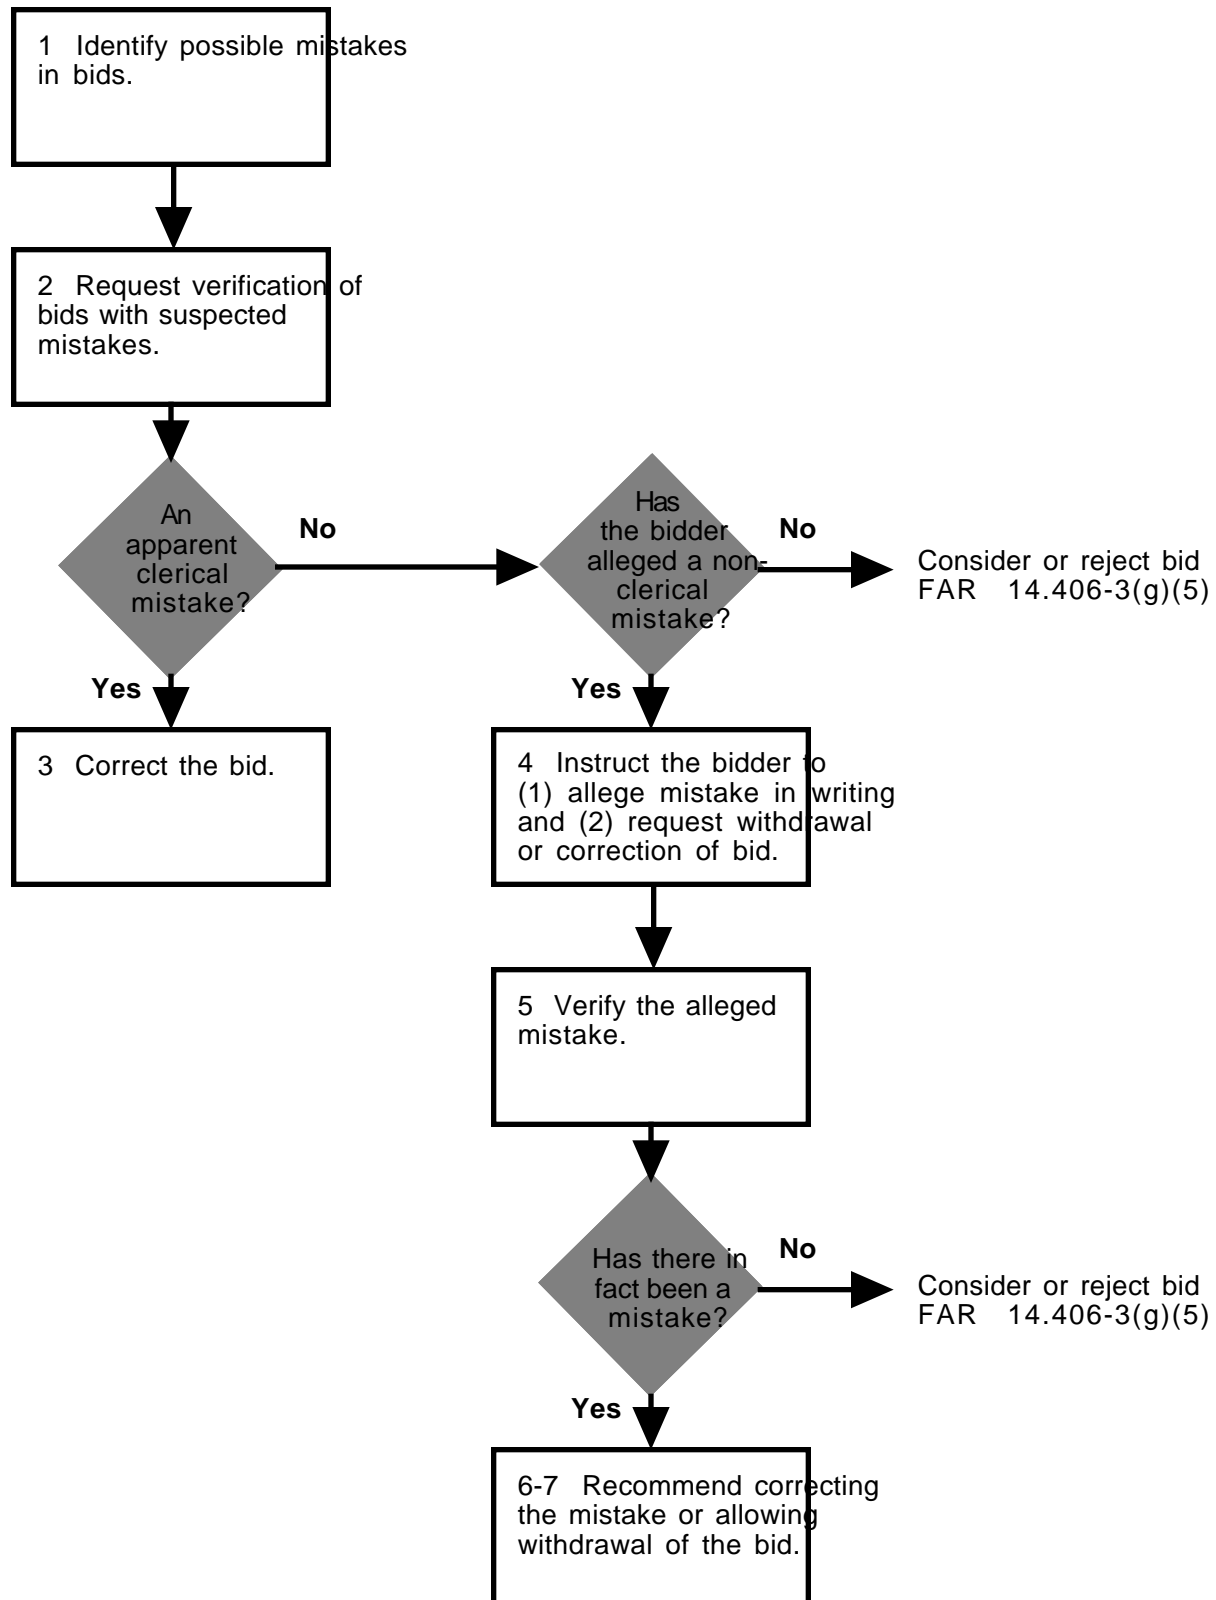 1 Identify possible mistakes
in bids.
2 Request verification of
bids with suspected
mistakes.
An
apparent
clerical
mistake?
No
Has
the bidder
alleged a non-
clerical
mistake?
No
Consider or reject bid
FAR 14.406-3(g)(5)
Yes
Yes
3 Correct the bid.
4 Instruct the bidder to
(1) allege mistake in writing
and (2) request withdrawal
or correction of bid.
5 Verify the alleged
mistake.
Has there in
fact been a
mistake?
No
Consider or reject bid
FAR 14.406-3(g)(5)
Yes
6-7 Recommend correcting
the mistake or allowing
withdrawal of the bid.